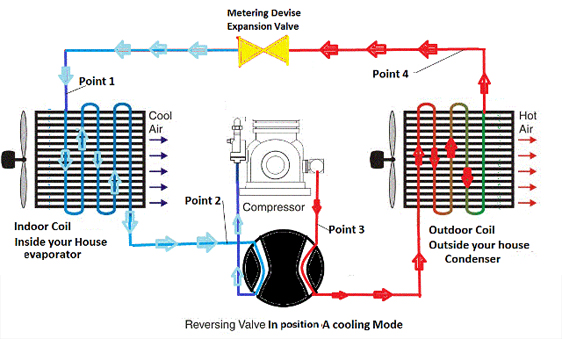 Metering Devise
Expansion Valve
Point 1
Point 4
Cool
Air
Hot
Air
Compressor
Point 2
Point 3
Indoor Coil
Inside your House
evaporator
Outdoor Coil
Outside your house
Condenser
Reversing Valve In position A cooling Mode